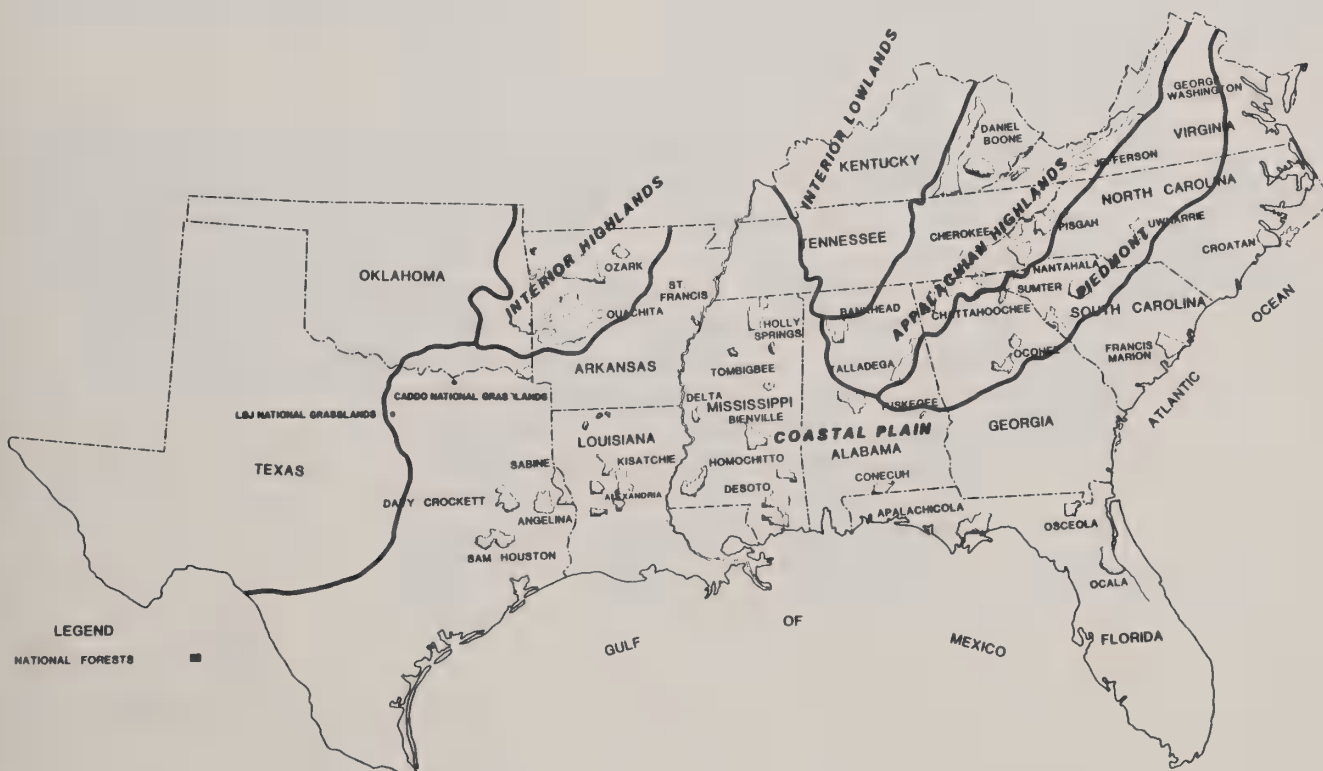 INTERIOR LOWLANDS
GEORGE
WASHINGTON
VIRGINIA
DANIEL
BOONE
KENTUCKY
JEFFERSON
INTERIOR HIGHLANDS
APPALACHIAN HIGHLANDS
NORTH CAROLINA
PISGAH
UWHARRIE
CROATAN
TENNESSEE
CHEROKEE
NANTAHALA
OKLAHOMA
OZARK
ST.
FRANCIS
OUACHITA
SUMTER
PIEDMONT
SOUTH CAROLINA
OCEAN
BANKHEAD
CHATTAHOOCHEE
HOLLY
SPRINGS
FRANCIS
MARION
OCONEE
ARKANSAS
TOMBIGBEE
TALLADEGA
ATLANTIC
CADDO NATIONAL GRASSLANDS
DELTA
MISSISSIPPI
TUSKEGEE
LBJ NATIONAL GRASSLANDS
BIENVILLE
GEORGIA
COASTAL PLAIN
LOUISIANA
ALABAMA
TEXAS
SABINE
KISATCHIE
HOMOCHITTO
CONECUH
DAVY CROCKETT
ALEXANDRIA
DESOTO
APALACHICOLA
ANGELINA
OSCEOLA
SAM HOUSTON
OCALA
LEGEND
NATIONAL FORESTS
GULF
OF
MEXICO
FLORIDA